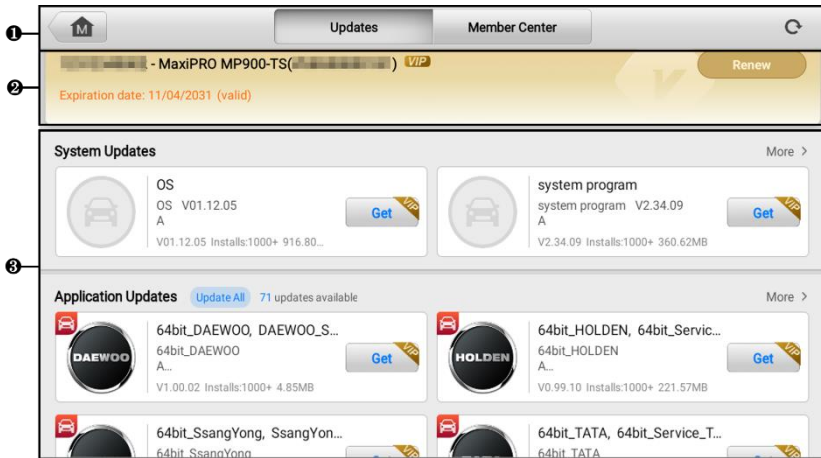 M
Updates
Member Center
❶
❷
- MaxiPRO MP900-TS( ) VIP
Renew
Expiration date: 11/04/2031 (valid)
V
❸
System Updates
More >
OS
OS V01.12.05
A
V01.12.05 Installs:1000+ 916.80...
Get
VIP
system program
system program V2.34.09
A
V2.34.09 Installs:1000+ 360.62MB
Get
VIP
Application Updates Update All 71 updates available
More >
DAEWOO
64bit_DAEWOO, DAEWOO_S...
64bit_DAEWOO
A...
V1.00.02 Installs:1000+ 4.85MB
Get
VIP
HOLDEN
64bit_HOLDEN, 64bit_Servic...
64bit_HOLDEN
A...
V0.99.10 Installs:1000+ 221.57MB
Get
VIP
64bit_SsangYong, SsangYon...
64bit_SsangYong
64bit_TATA, 64bit_Service_T...
64bit_TATA